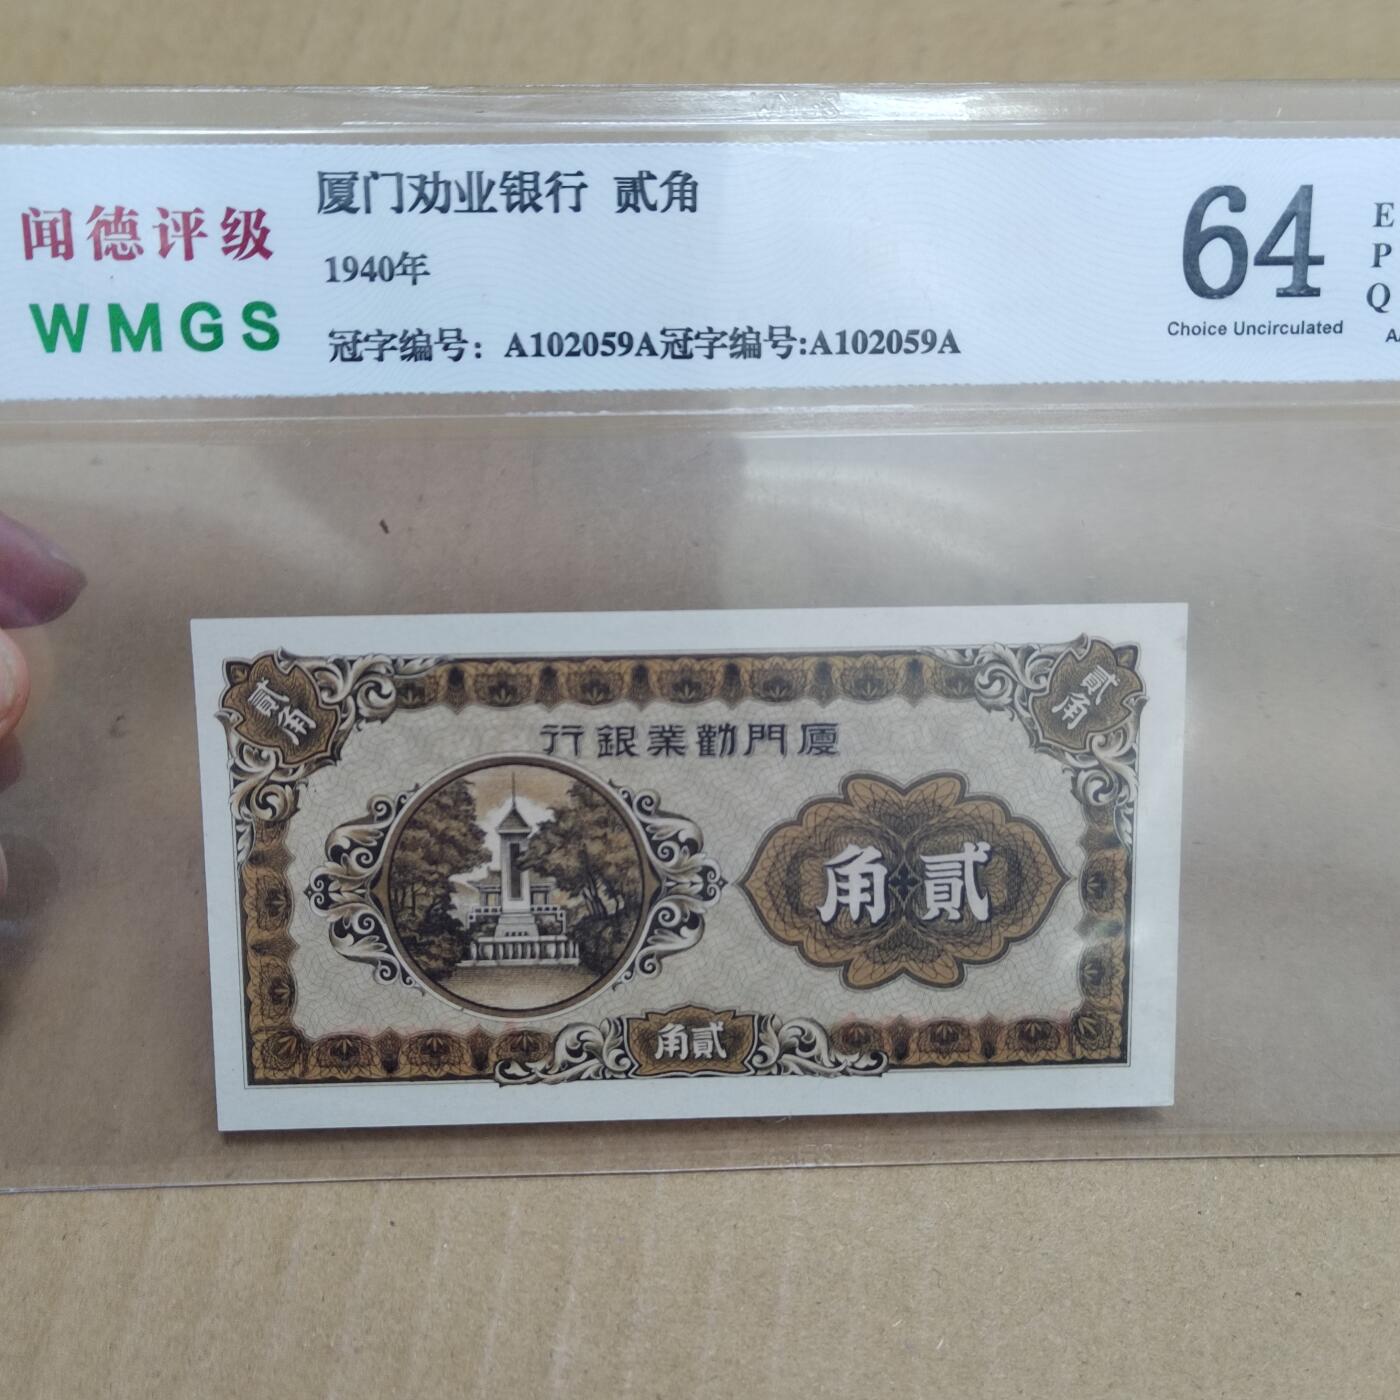 闻德评级
WMGS
厦门劝业银行 贰角
1940年
冠字编号：A102059A冠字编号:A102059A
64
Choice Uncirculated
EPQ
貳角
貳角
行銀業勸門廈
角貳
角貳